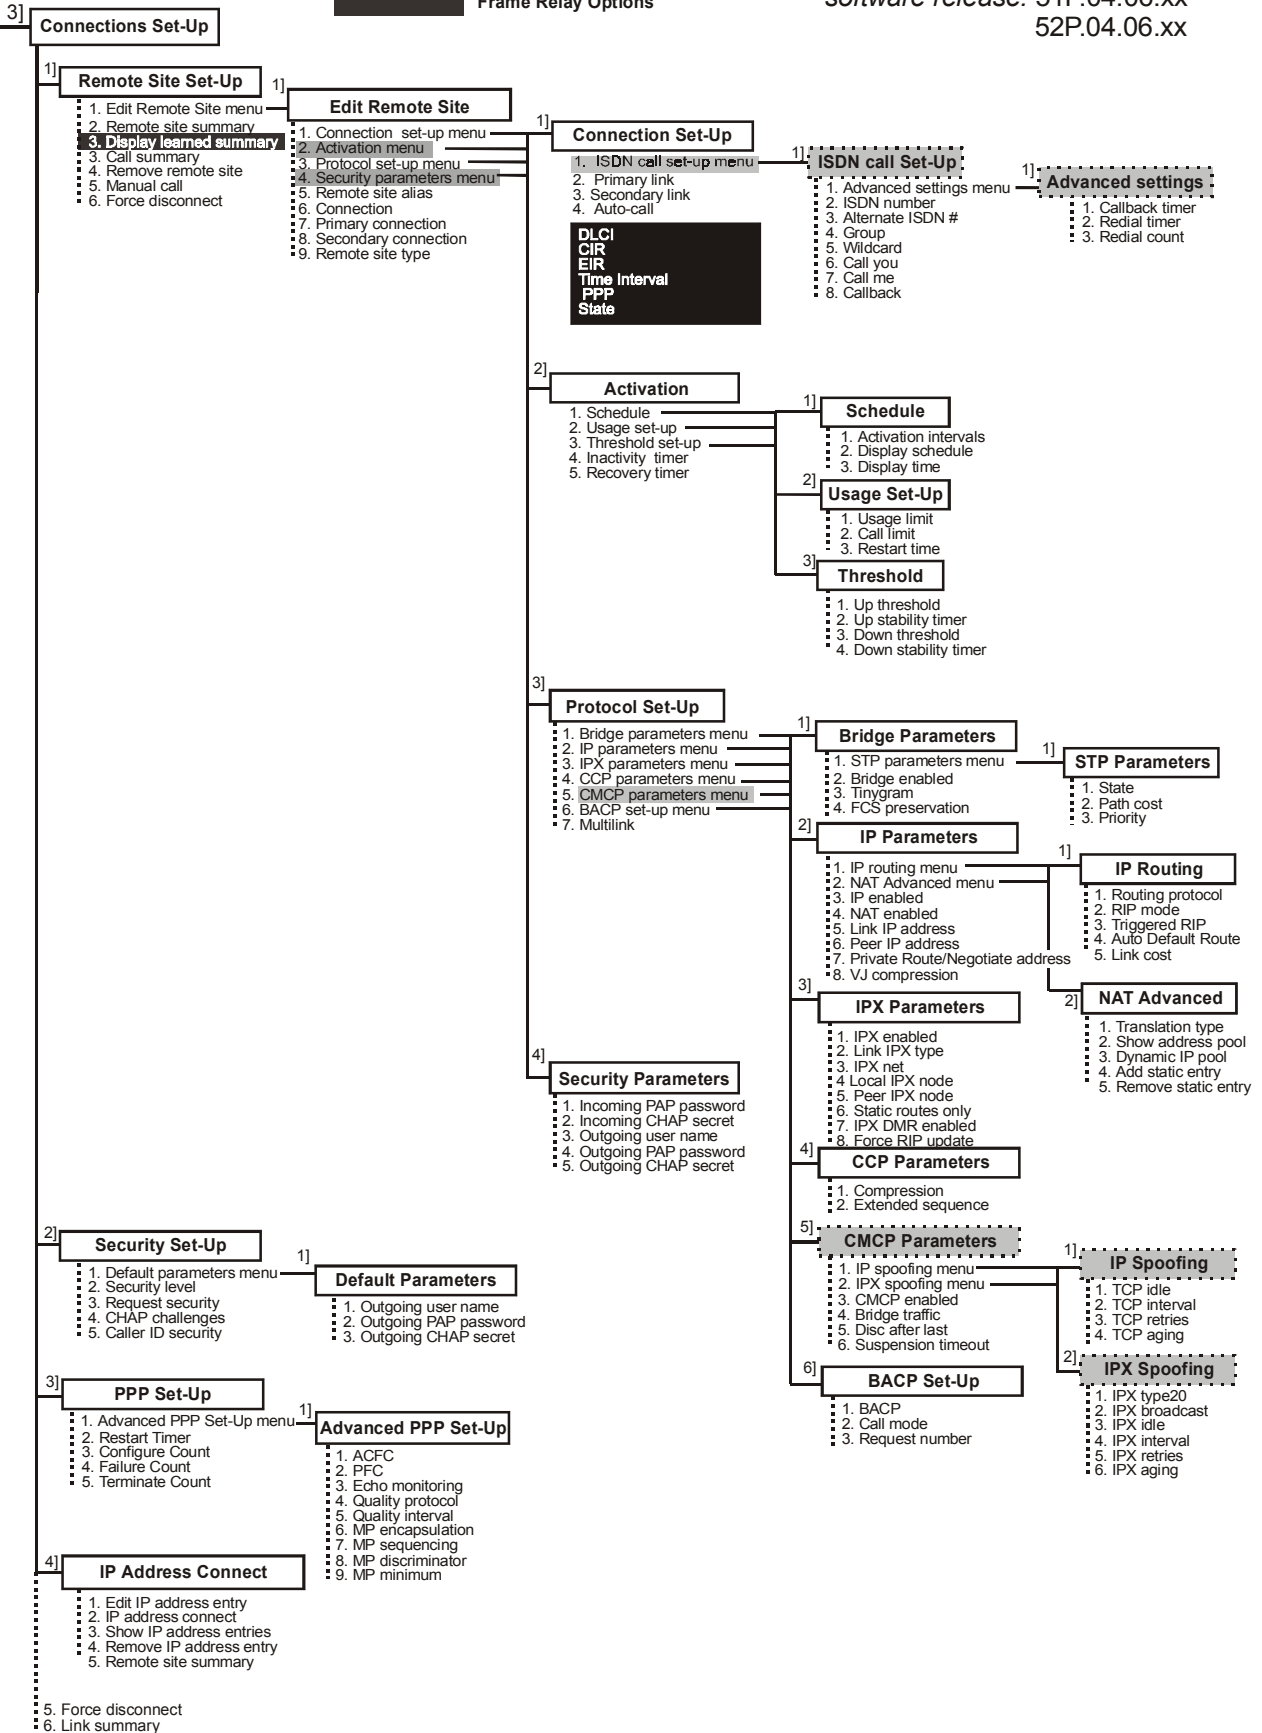 3]
Connections Set-Up
Frame Relay Options
software release: 51P.04.06.xx
52P.04.06.xx
1]
Remote Site Set-Up
1. Edit Remote Site menu
2. Remote site summary
3. Display learned summary
3. Call summary
4. Remove remote site
5. Manual call
6. Force disconnect
1]
Edit Remote Site
1. Connection set-up menu
2. Activation menu
3. Protocol set-up menu
4. Security parameters menu
5. Remote site alias
6. Connection
7. Primary connection
8. Secondary connection
9. Remote site type
1]
Connection Set-Up
1. ISDN call set-up menu
2. Primary link
3. Secondary link
4. Auto-call
DLCI
CIR
EIR
Time Interval
PPP
State
1]
ISDN call Set-Up
1. Advanced settings menu
2. ISDN number
3. Alternate ISDN #
4. Group
5. Wildcard
6. Call you
7. Call me
8. Callback
1]
Advanced settings
1. Callback timer
2. Redial timer
3. Redial count
2]
Activation
1. Schedule
2. Usage set-up
3. Threshold set-up
4. Inactivity timer
5. Recovery timer
1]
Schedule
1. Activation intervals
2. Display schedule
3. Display time
2]
Usage Set-Up
1. Usage limit
2. Call limit
3. Restart time
3]
Threshold
1. Up threshold
2. Up stability timer
3. Down threshold
4. Down stability timer
3]
Protocol Set-Up
1. Bridge parameters menu
2. IP parameters menu
3. IPX parameters menu
4. CCP parameters menu
5. CMCP parameters menu
6. BACP set-up menu
7. Multilink
1]
Bridge Parameters
1. STP parameters menu
2. Bridge enabled
3. Tinygram
4. FCS preservation
1]
STP Parameters
1. State
2. Path cost
3. Priority
2]
IP Parameters
1. IP routing menu
2. NAT Advanced menu
3. IP enabled
4. NAT enabled
5. Link IP address
6. Peer IP address
7. Private Route/Negotiate address
8. VJ compression
1]
IP Routing
1. Routing protocol
2. RIP mode
3. Triggered RIP
4. Auto Default Route
5. Link cost
2]
NAT Advanced
1. Translation type
2. Show address pool
3. Dynamic IP pool
4. Add static entry
5. Remove static entry
3]
IPX Parameters
1. IPX enabled
2. Link IPX type
3. IPX net
4 Local IPX node
5. Peer IPX node
6. Static routes only
7. IPX DMR enabled
8. Force RIP update
4]
Security Parameters
1. Incoming PAP password
2. Incoming CHAP secret
3. Outgoing user name
4. Outgoing PAP password
5. Outgoing CHAP secret
4]
CCP Parameters
1. Compression
2. Extended sequence
5]
CMCP Parameters
1. IP spoofing menu
2. IPX spoofing menu
3. CMCP enabled
4. Bridge traffic
5. Disc after last
6. Suspension timeout
1]
IP Spoofing
1. TCP idle
2. TCP interval
3. TCP retries
4. TCP aging
2]
IPX Spoofing
1. IPX type20
2. IPX broadcast
3. IPX idle
4. IPX interval
5. IPX retries
6. IPX aging
6]
BACP Set-Up
1. BACP
2. Call mode
3. Request number
2]
Security Set-Up
1. Default parameters menu
2. Security level
3. Request security
4. CHAP challenges
5. Caller ID security
1]
Default Parameters
1. Outgoing user name
2. Outgoing PAP password
3. Outgoing CHAP secret
3]
PPP Set-Up
1. Advanced PPP Set-Up menu
2. Restart Timer
3. Configure Count
4. Failure Count
5. Terminate Count
1]
Advanced PPP Set-Up
1. ACFC
2. PFC
3. Echo monitoring
4. Quality protocol
5. Quality interval
6. MP encapsulation
7. MP sequencing
8. MP discriminator
9. MP minimum
4]
IP Address Connect
1. Edit IP address entry
2. IP address connect
3. Show IP address entries
4. Remove IP address entry
5. Remote site summary
5. Force disconnect
6. Link summary